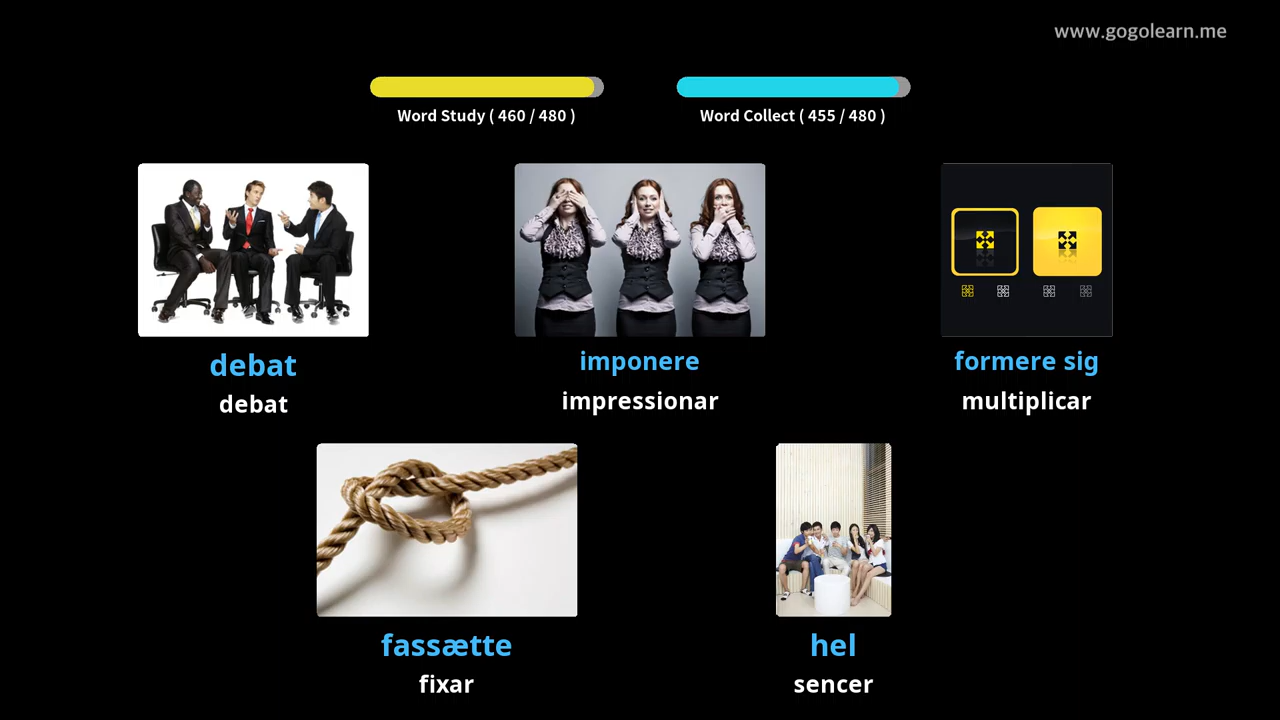 www.gogolearn.me
Word Study ( 460 / 480 )
Word Collect ( 455 / 480 )
debat
debat
imponere
impressionar
formere sig
multiplicar
fassætte
fixar
hel
sencer